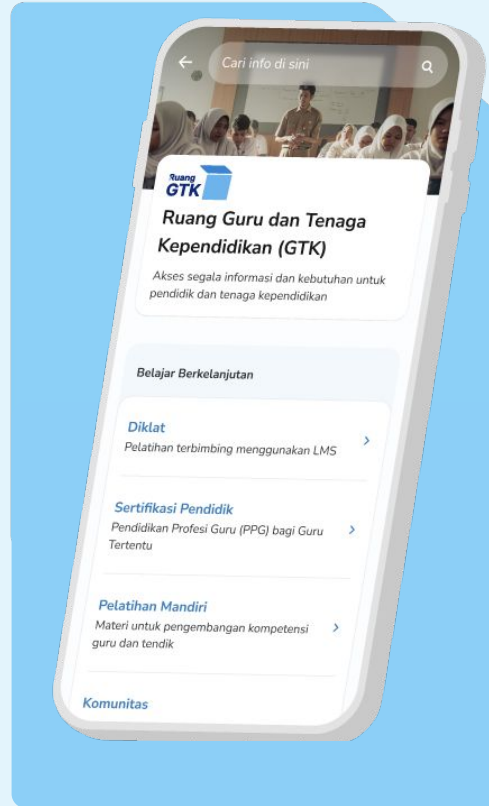 Cari info di sini
Ruang
GTK
Ruang Guru dan Tenaga
Kependidikan (GTK)
Akses segala informasi dan kebutuhan untuk
pendidik dan tenaga kependidikan
Belajar Berkelanjutan
Diklat
Pelatihan terbimbing menggunakan LMS
Sertifikasi Pendidik
Pendidikan Profesi Guru (PPG) bagi Guru
Tertentu
Pelatihan Mandiri
Materi untuk pengembangan kompetensi
guru dan tendik
Komunitas